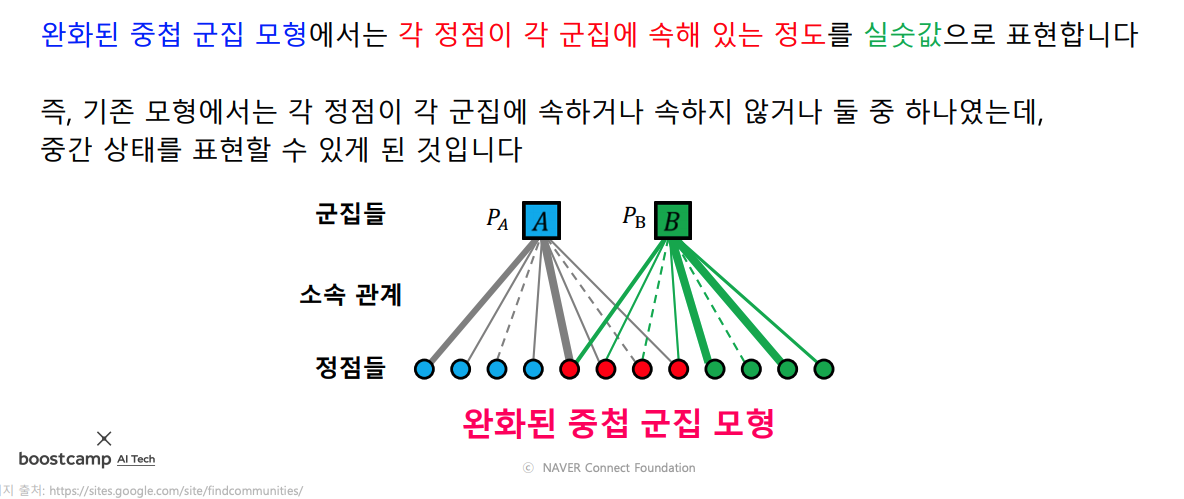 완화된 중첩 군집 모형에서는 각 정점이 각 군집에 속해 있는 정도를 실숫값으로 표현합니다
즉, 기존 모형에서는 각 정점이 각 군집에 속하거나 속하지 않거나 둘 중 하나였는데,
중간 상태를 표현할 수 있게 된 것입니다
군집들 P_A A P_B B
소속 관계
정점들
완화된 중첩 군집 모형
boostcamp AI Tech
ⓒ NAVER Connect Foundation
지 출처: https://sites.google.com/site/findcommunities/